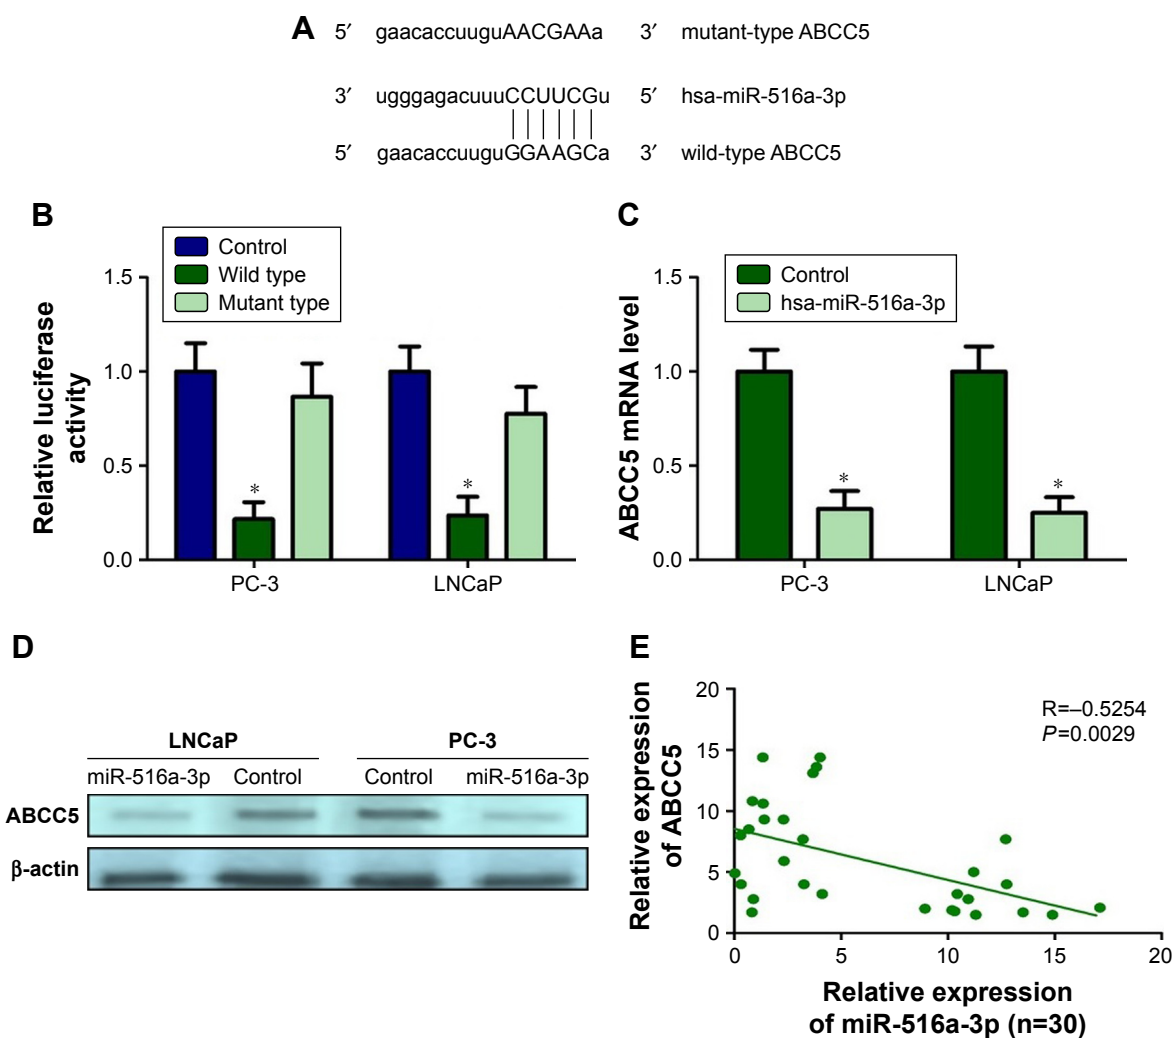 A 5′ gaacaccuuguAACGAAa 3′ mutant-type ABCC5
3′ ugggagacuuuCCUUCGu 5′ hsa-miR-516a-3p
5′ gaacaccuuguGGAAGCa 3′ wild-type ABCC5
B
Control
Wild type
Mutant type
Relative luciferase
activity
1.5
1.0
0.5
0.0
*
*
PC-3 LNCaP
C
Control
hsa-miR-516a-3p
ABCC5 mRNA level
1.5
1.0
0.5
0.0
*
*
PC-3 LNCaP
D
LNCaP PC-3
miR-516a-3p Control Control miR-516a-3p
ABCC5
β-actin
E
Relative expression
of ABCC5
20
15
10
5
0
R=–0.5254
P=0.0029
0 5 10 15 20
Relative expression
of miR-516a-3p (n=30)